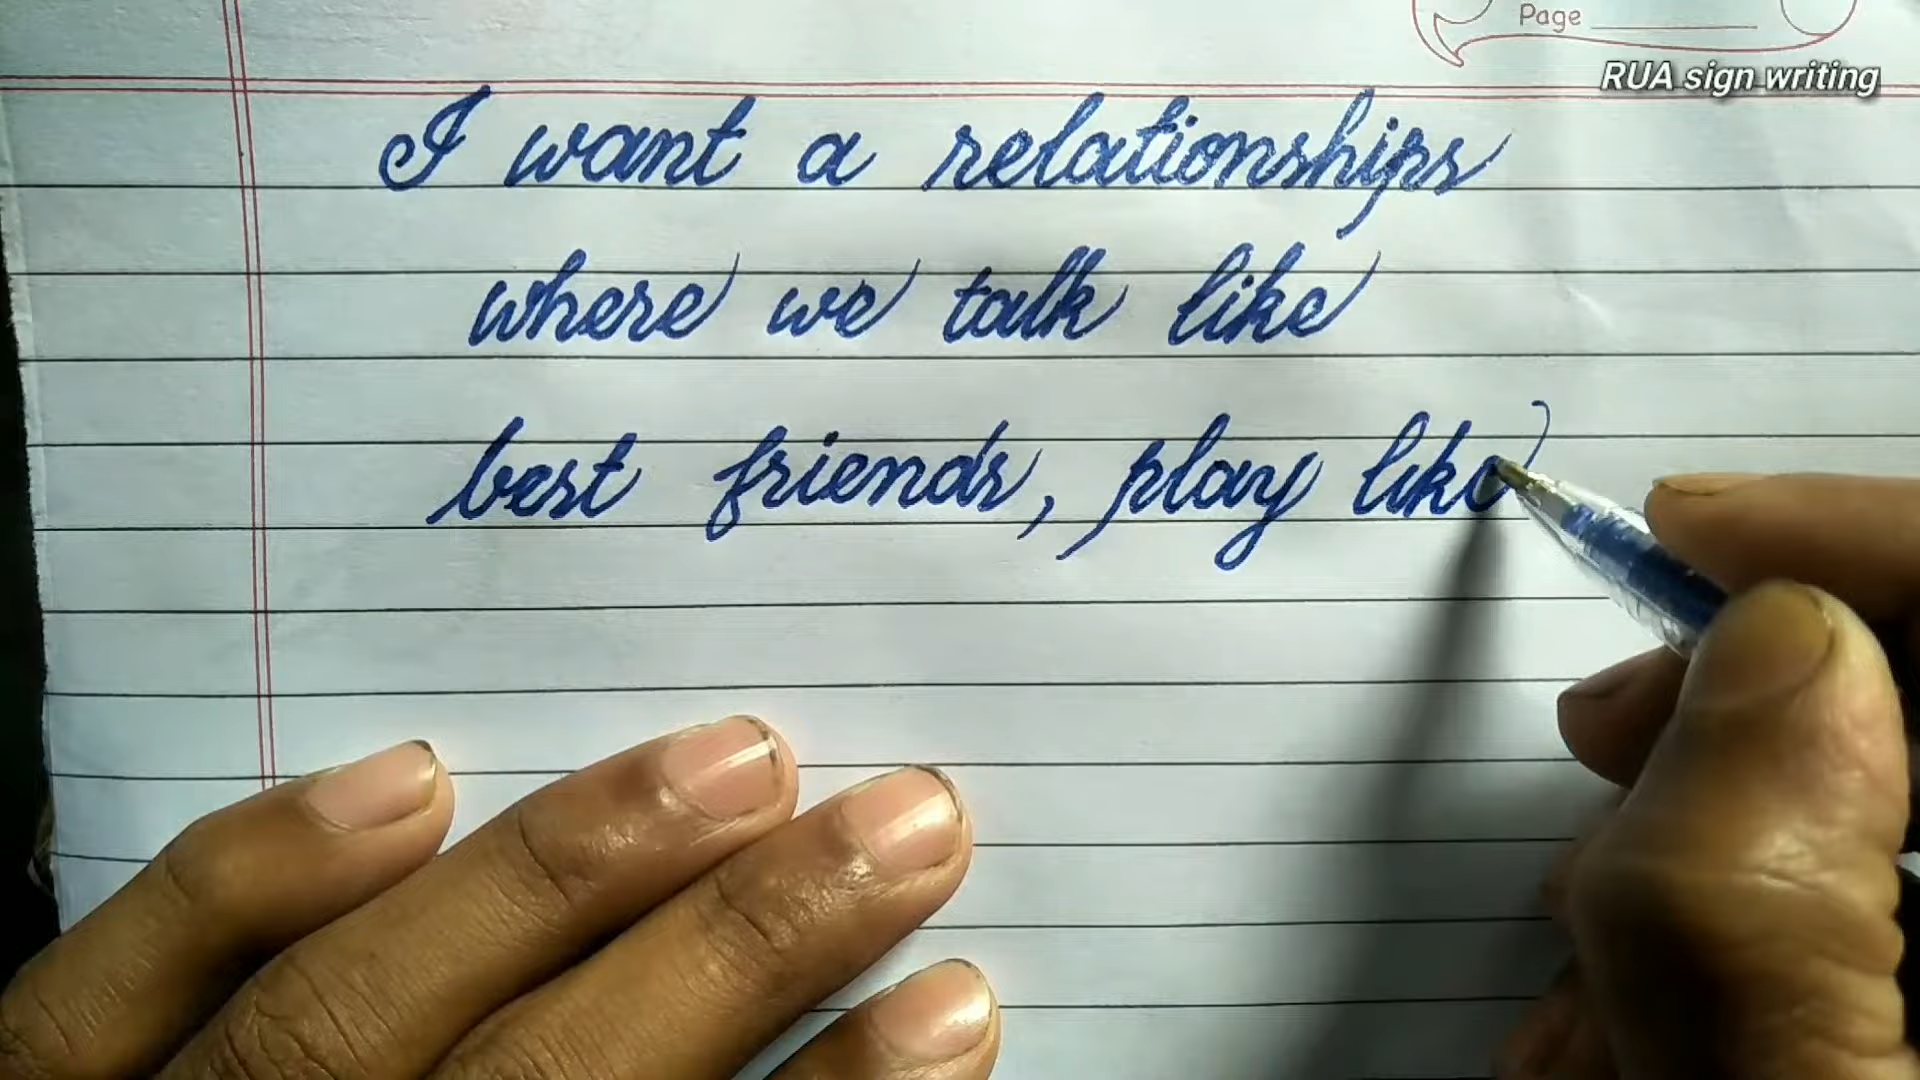 Page
RUA sign writing
I want a relationships
where we talk like
best friends, play like